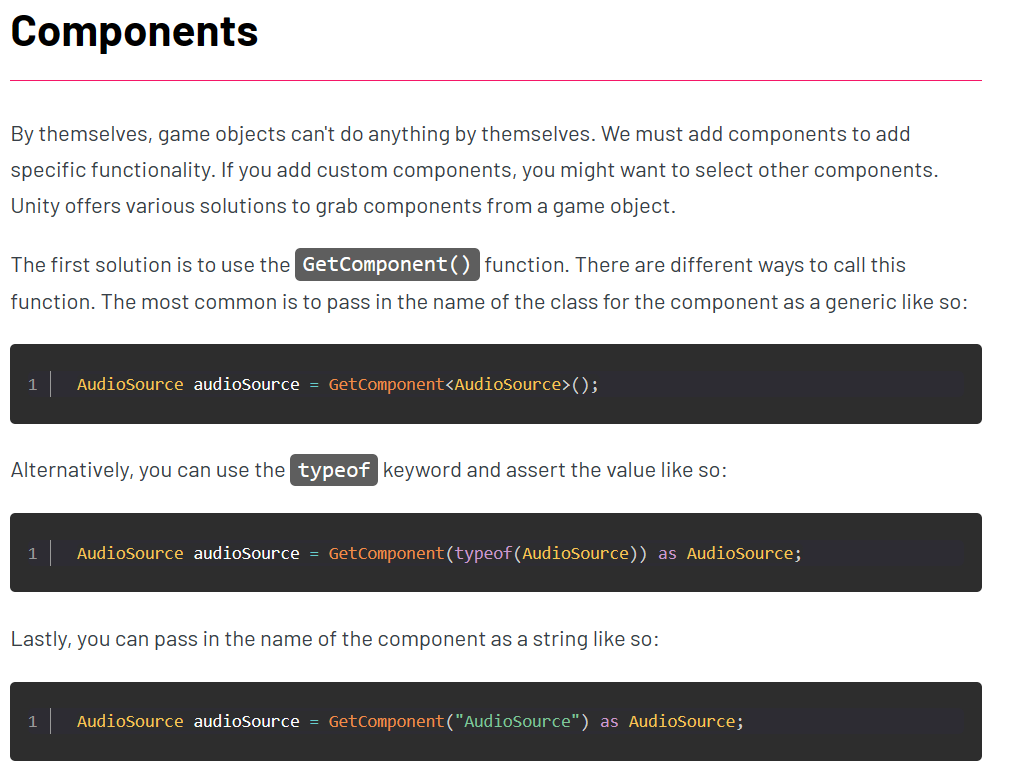 Components
By themselves, game objects can't do anything by themselves. We must add components to add
specific functionality. If you add custom components, you might want to select other components.
Unity offers various solutions to grab components from a game object.
The first solution is to use the GetComponent() function. There are different ways to call this
function. The most common is to pass in the name of the class for the component as a generic like so:
1 AudioSource audioSource = GetComponent<AudioSource>();
Alternatively, you can use the typeof keyword and assert the value like so:
1 AudioSource audioSource = GetComponent(typeof(AudioSource)) as AudioSource;
Lastly, you can pass in the name of the component as a string like so:
1 AudioSource audioSource = GetComponent("AudioSource") as AudioSource;